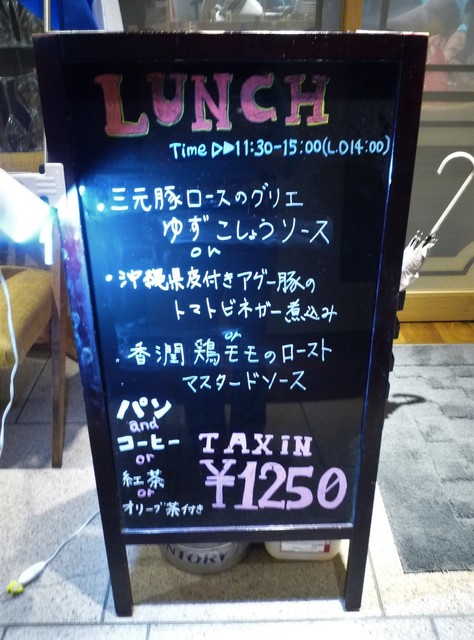 LUNCH
Time ▷▶11:30-15:00(L.O14:00)
・三元豚ロースのグリエ
ゆずこしょうソース
or
・沖縄県皮付きアグー豚の
トマトビネガー煮込み
or
・香潤鶏モモのロースト
マスタードソース
パン
and
コーヒー
or
紅茶
or
オリーブ茶付き
TAX IN
¥1250
NTORY